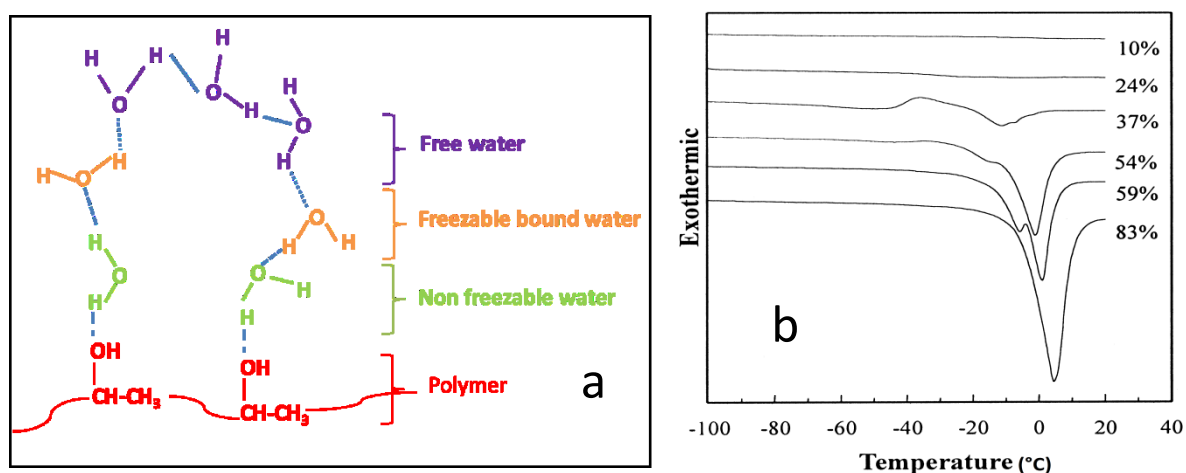 H
H
H
O
O
H
H
O
H
H
O
H
H
O
H
H
H
O
H
O
H
H
OH
OH
CH-CH₃
CH-CH₃
Free water
Freezable bound water
Non freezable water
Polymer
a
Exothermic
10%
24%
37%
54%
59%
83%
b
-100
-80
-60
-40
-20
0
20
40
Temperature (°C)